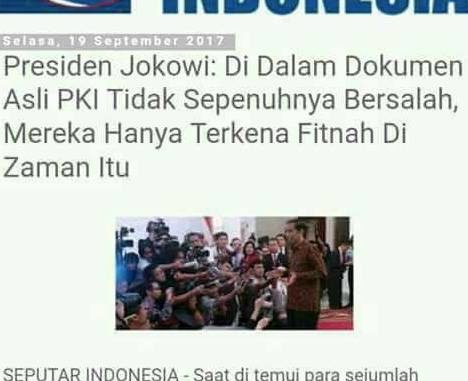 INDONESIA
Selasa, 19 September 2017
Presiden Jokowi: Di Dalam Dokumen
Asli PKI Tidak Sepenuhnya Bersalah,
Mereka Hanya Terkena Fitnah Di
Zaman Itu
SEPUTAR INDONESIA - Saat di temui para sejumlah